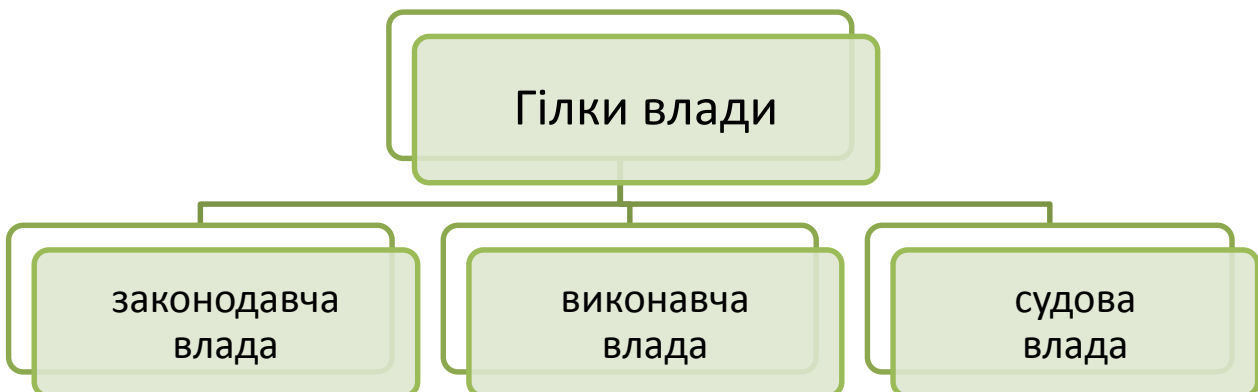 Гілки влади
законодавча
влада
виконавча
влада
судова
влада